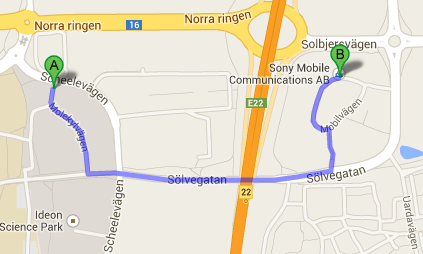 Norra ringen
16
Norra ringen
Solbjersvägen
A
B
Sony Mobile
Communications AB
Scheelevägen
Molekylvägen
E22
Mobilvägen
Sölvegatan
22
Sölvegatan
Scheelevägen
Ideon
Science Park
Uardavägen